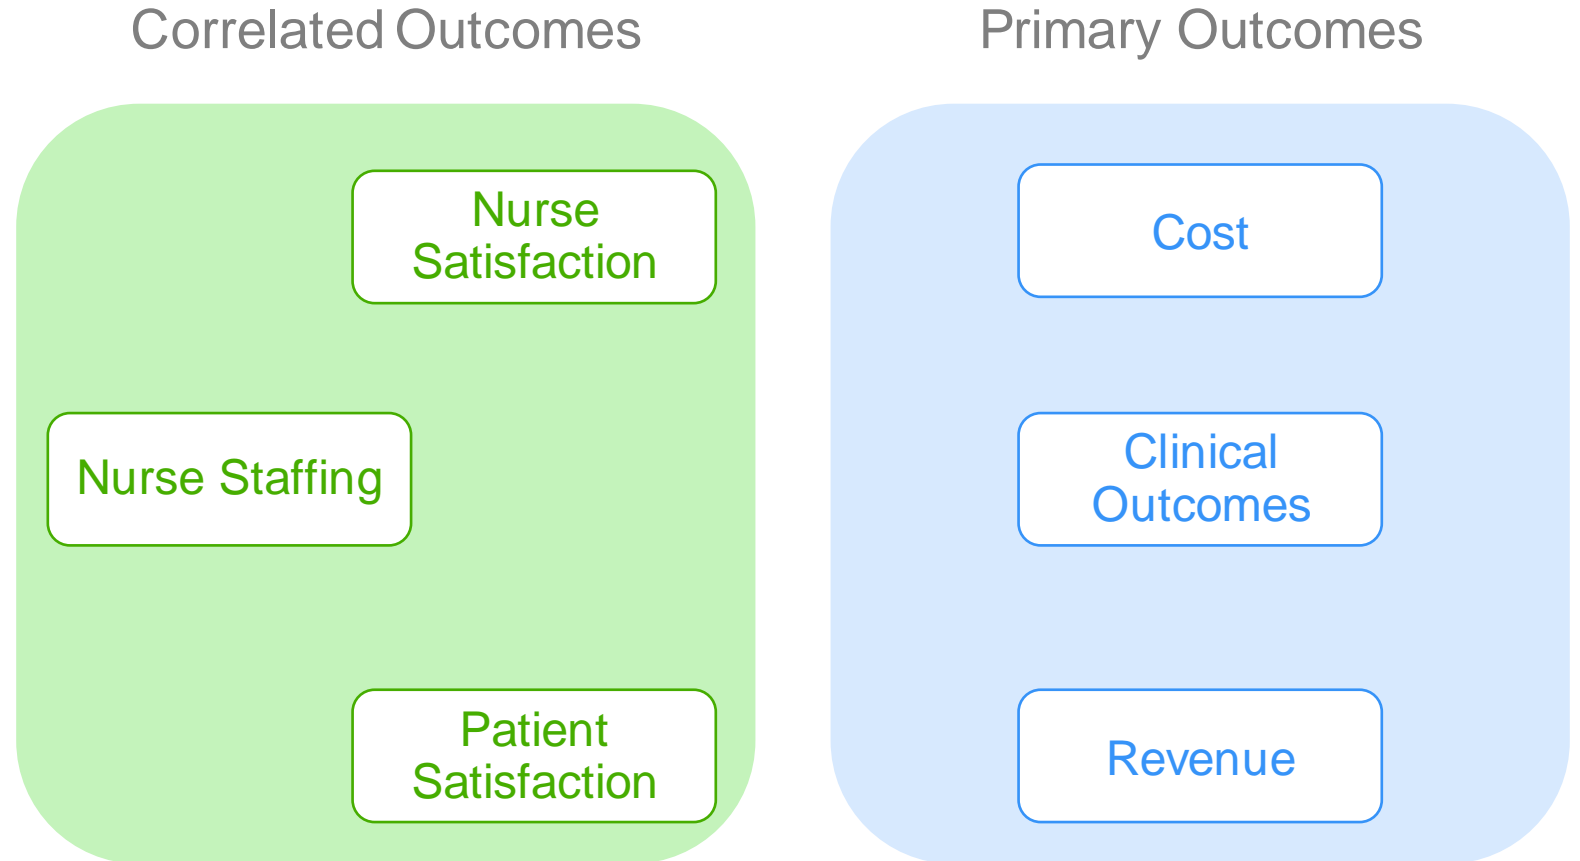 Correlated Outcomes
Primary Outcomes
Nurse
Satisfaction
Cost
Nurse Staffing
Clinical
Outcomes
Patient
Satisfaction
Revenue